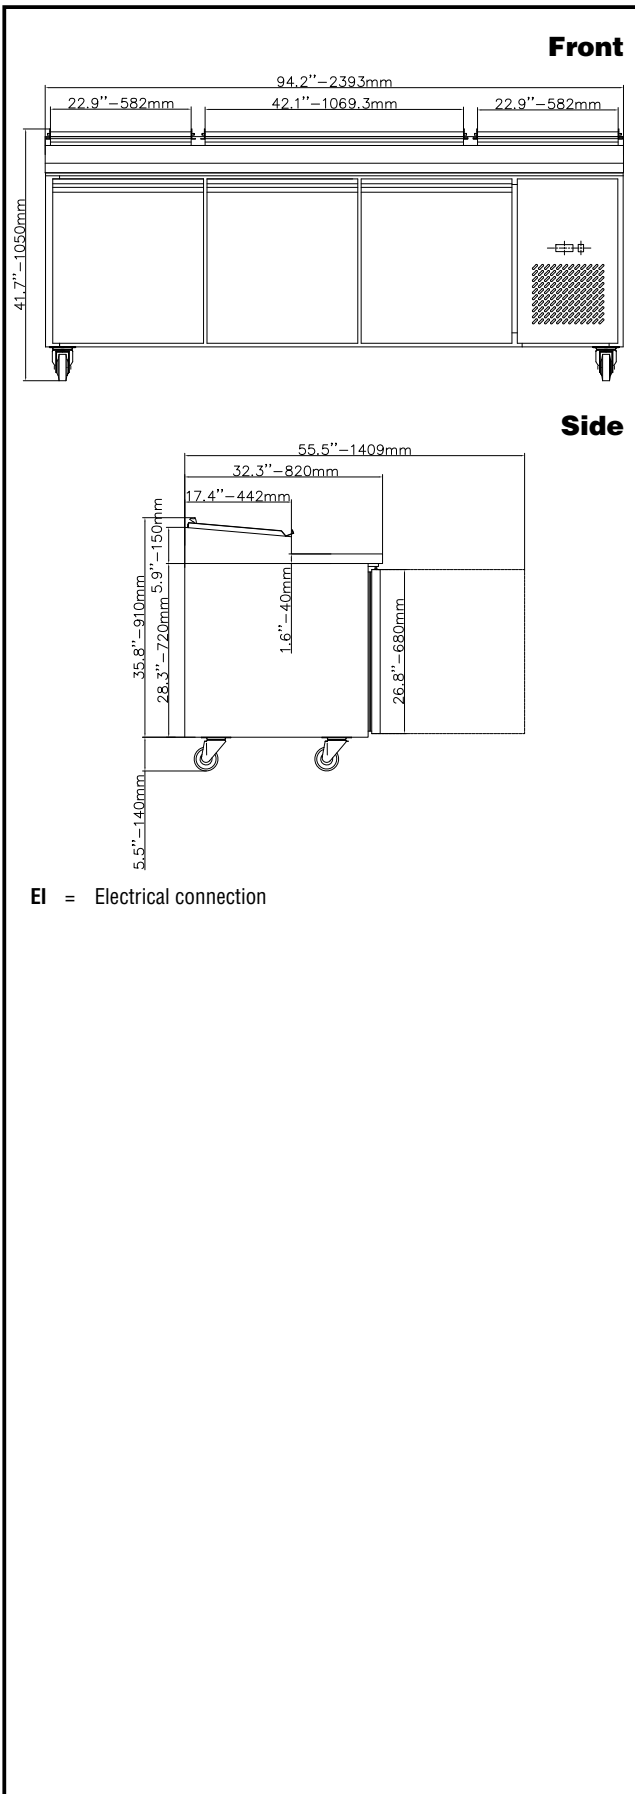 Front
94.2’’–2393mm
22.9’’–582mm
42.1’’–1069.3mm
22.9’’–582mm
41.7’’–1050mm
Side
55.5’’–1409mm
32.3’’–820mm
17.4’’–442mm
5.9’’–150mm
35.8’’–910mm
28.3’’–720mm
1.6’’–40mm
26.8’’–680mm
5.5’’–140mm
EI = Electrical connection